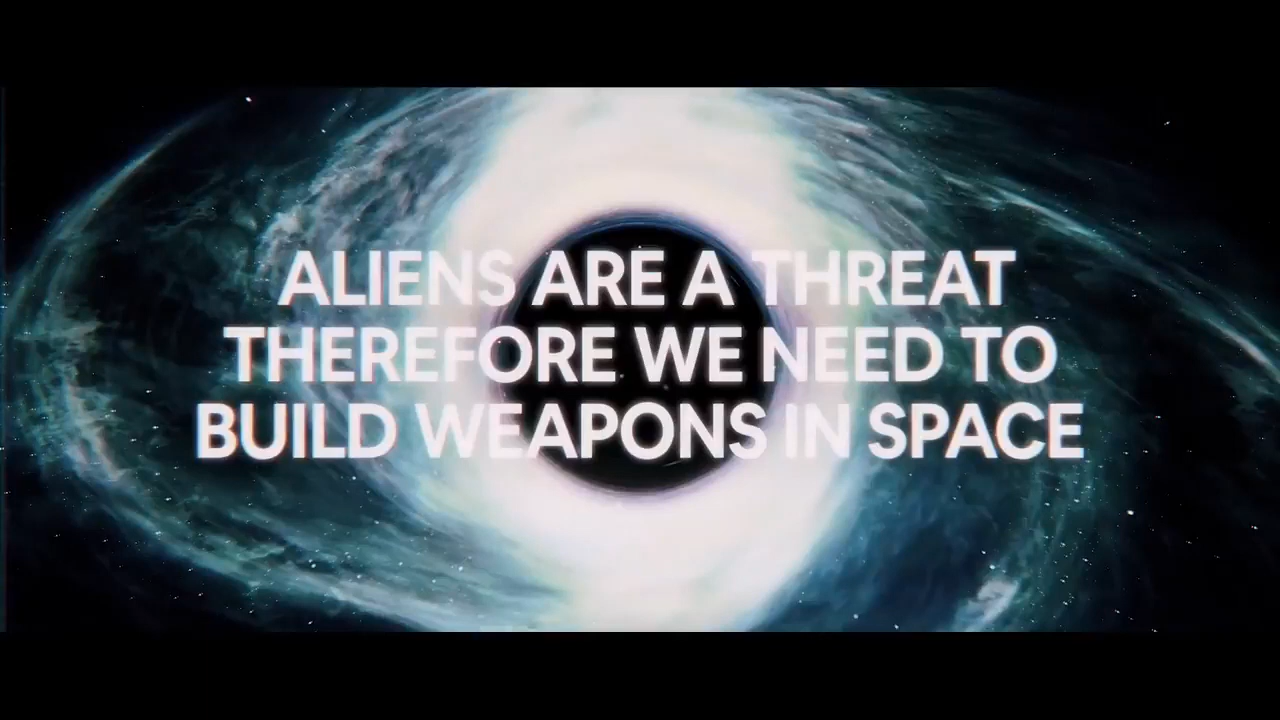 ALIENS ARE A THREAT
THEREFORE WE NEED TO
BUILD WEAPONS IN SPACE